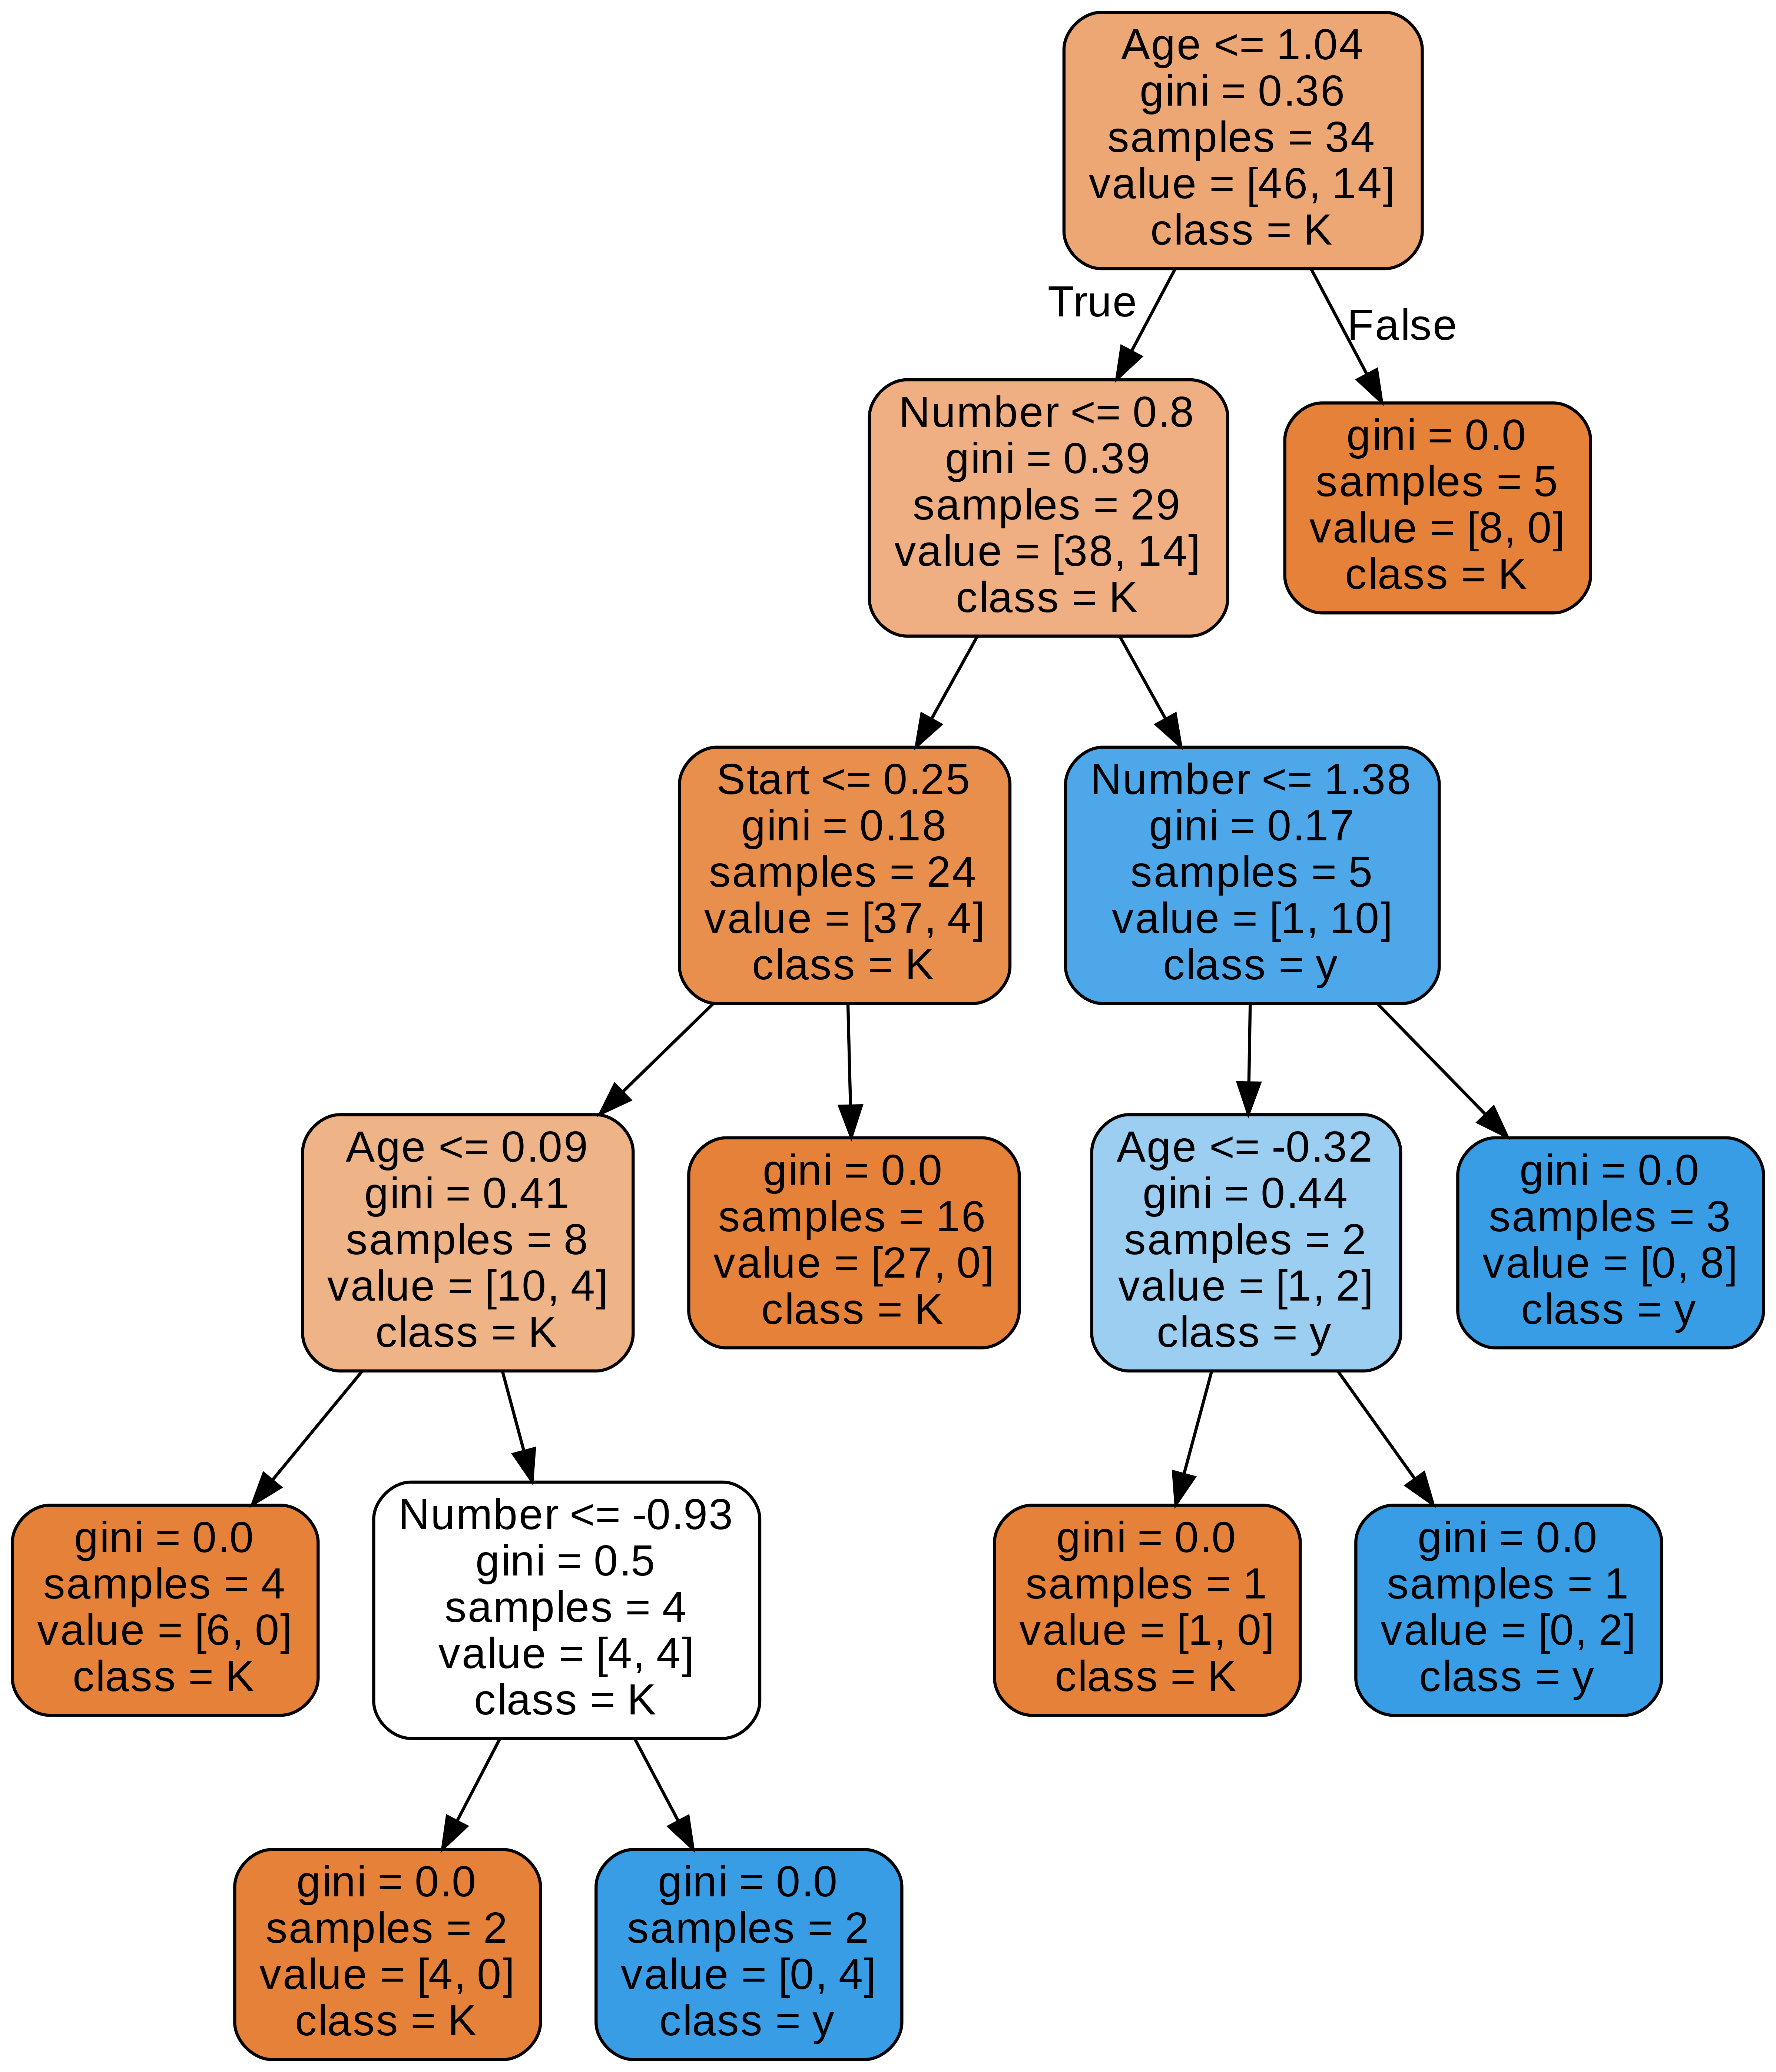 Age <= 1.04
gini = 0.36
samples = 34
value = [46, 14]
class = K
True
False
Number <= 0.8
gini = 0.39
samples = 29
value = [38, 14]
class = K
gini = 0.0
samples = 5
value = [8, 0]
class = K
Start <= 0.25
gini = 0.18
samples = 24
value = [37, 4]
class = K
Number <= 1.38
gini = 0.17
samples = 5
value = [1, 10]
class = y
Age <= 0.09
gini = 0.41
samples = 8
value = [10, 4]
class = K
gini = 0.0
samples = 16
value = [27, 0]
class = K
Age <= -0.32
gini = 0.44
samples = 2
value = [1, 2]
class = y
gini = 0.0
samples = 3
value = [0, 8]
class = y
gini = 0.0
samples = 4
value = [6, 0]
class = K
Number <= -0.93
gini = 0.5
samples = 4
value = [4, 4]
class = K
gini = 0.0
samples = 1
value = [1, 0]
class = K
gini = 0.0
samples = 1
value = [0, 2]
class = y
gini = 0.0
samples = 2
value = [4, 0]
class = K
gini = 0.0
samples = 2
value = [0, 4]
class = y